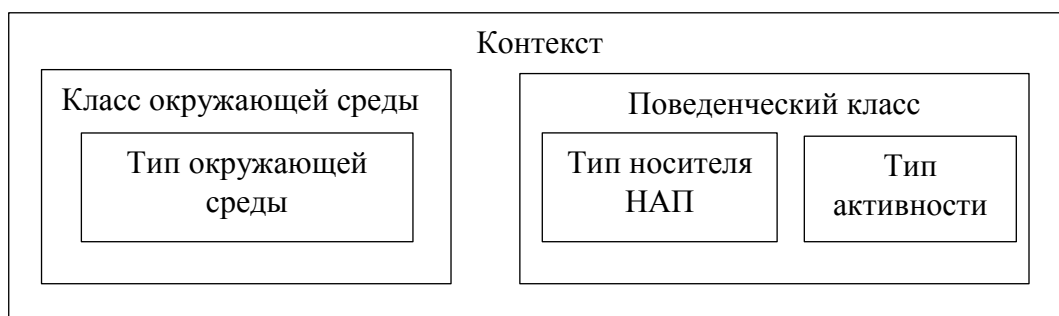 Контекст
Класс окружающей среды
Тип окружающей
среды
Поведенческий класс
Тип носителя
НАП
Тип
активности